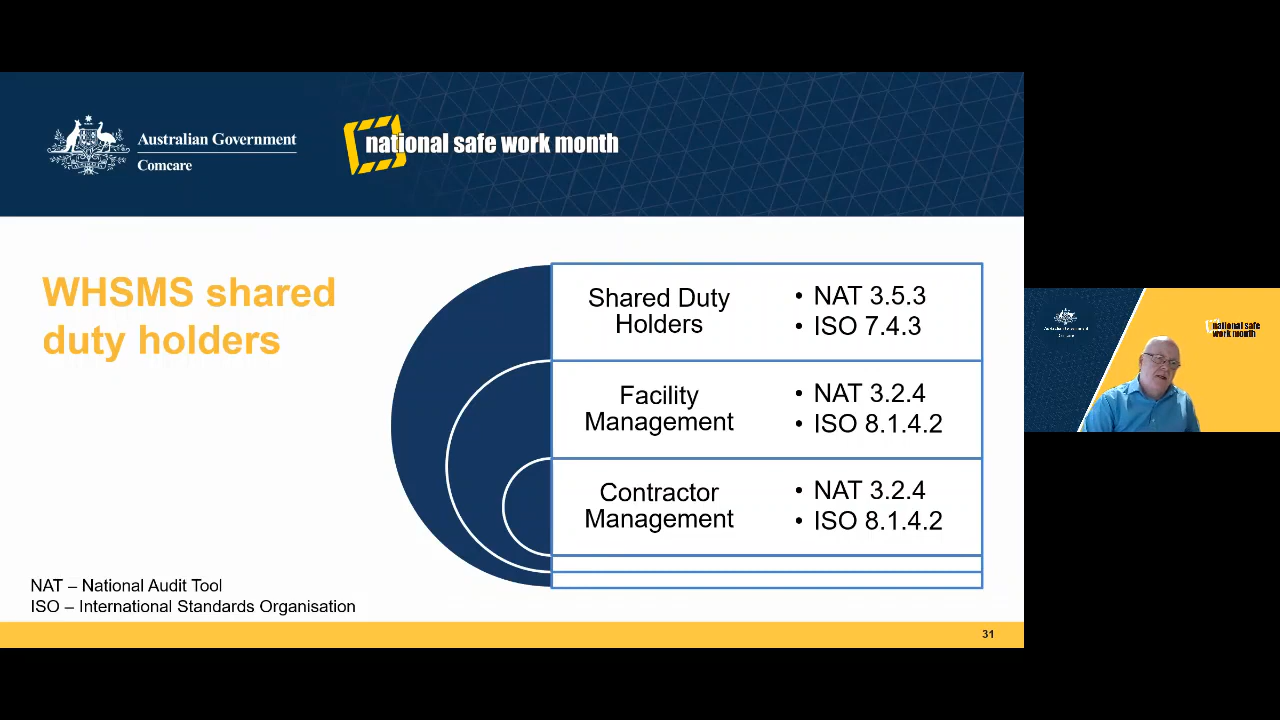 Australian Government
Comcare
national safe work month
WHSMS shared
duty holders
Shared Duty
Holders
• NAT 3.5.3
• ISO 7.4.3
Facility
Management
• NAT 3.2.4
• ISO 8.1.4.2
Contractor
Management
• NAT 3.2.4
• ISO 8.1.4.2
NAT – National Audit Tool
ISO – International Standards Organisation
31
Australian Government
Comcare
national safe
work month